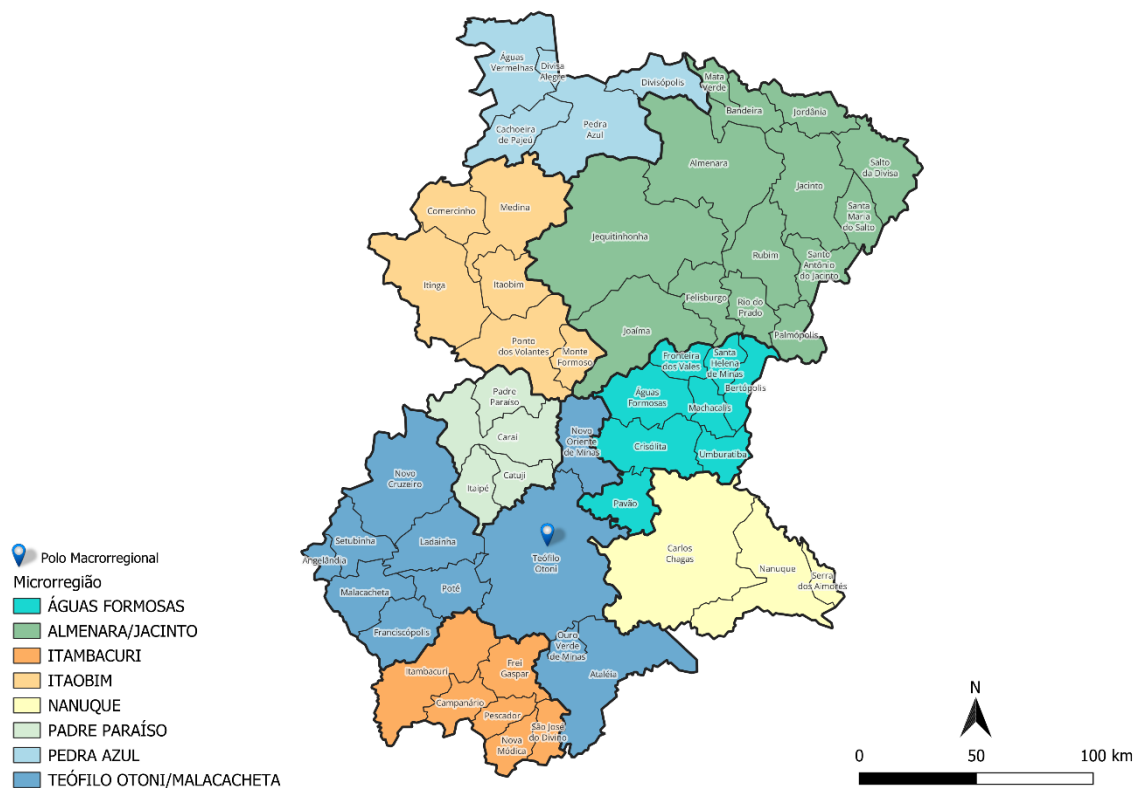 Águas
Vermelhas
Divisa
Alegre
Divisópolis
Mata
Verde
Bandeira
Jordânia
Cachoeira
de Pajeú
Pedra
Azul
Almenara
Salto
da Divisa
Jacinto
Santa
Maria
do Salto
Comercinho
Medina
Jequitinhonha
Rubim
Santo
Antônio
do Jacinto
Itinga
Itaobim
Felisburgo
Rio do
Prado
Joaíma
Palmópolis
Ponto
dos Volantes
Monte
Formoso
Fronteira
dos Vales
Santa
Helena
de Minas
Bertópolis
Padre
Paraíso
Águas
Formosas
Machacalis
Caraí
Novo
Oriente
de Minas
Crisólita
Umburatiba
Novo
Cruzeiro
Itaipé
Catuji
Pavão
Setubinha
Ladainha
Angelândia
Teófilo
Otoni
Carlos
Chagas
Nanuque
Serra
dos Aimorés
Malacacheta
Poté
Franciscópolis
Ouro
Verde
de Minas
Ataléia
Itambacuri
Frei
Gaspar
Campanário
Pescador
São José
do Divino
Nova
Módica
Polo Macrorregional
Microrregião
ÁGUAS FORMOSAS
ALMENARA/JACINTO
ITAMBACURI
ITAOBIM
NANUQUE
PADRE PARAÍSO
PEDRA AZUL
TEÓFILO OTONI/MALACACHETA
N
0 50 100 km